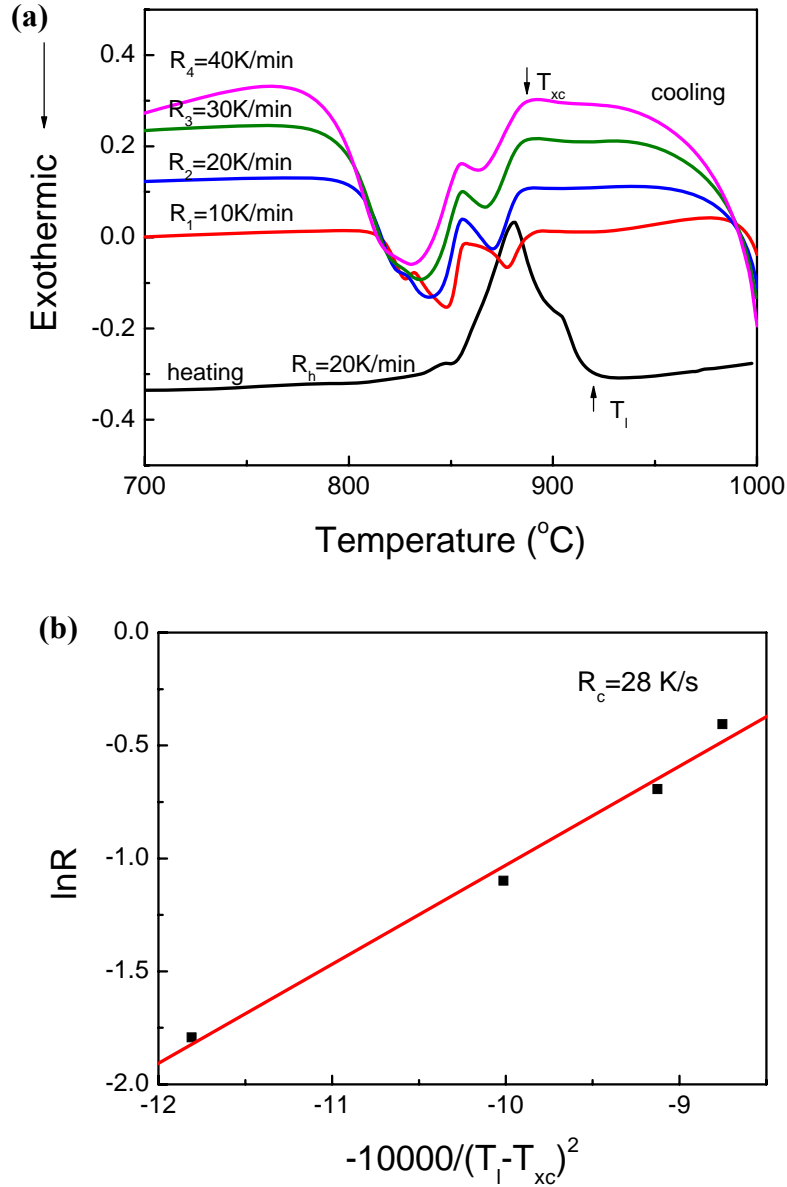 (a)
Exothermic
0.4
0.2
0.0
-0.2
-0.4
R4=40K/min
R3=30K/min
R2=20K/min
R1=10K/min
Txc
cooling
heating
Rh=20K/min
Tl
700 800 900 1000
Temperature (°C)
(b)
lnR
0.0
-0.5
-1.0
-1.5
-2.0
Rc=28 K/s
-12 -11 -10 -9
-10000/(Tl-Txc)²